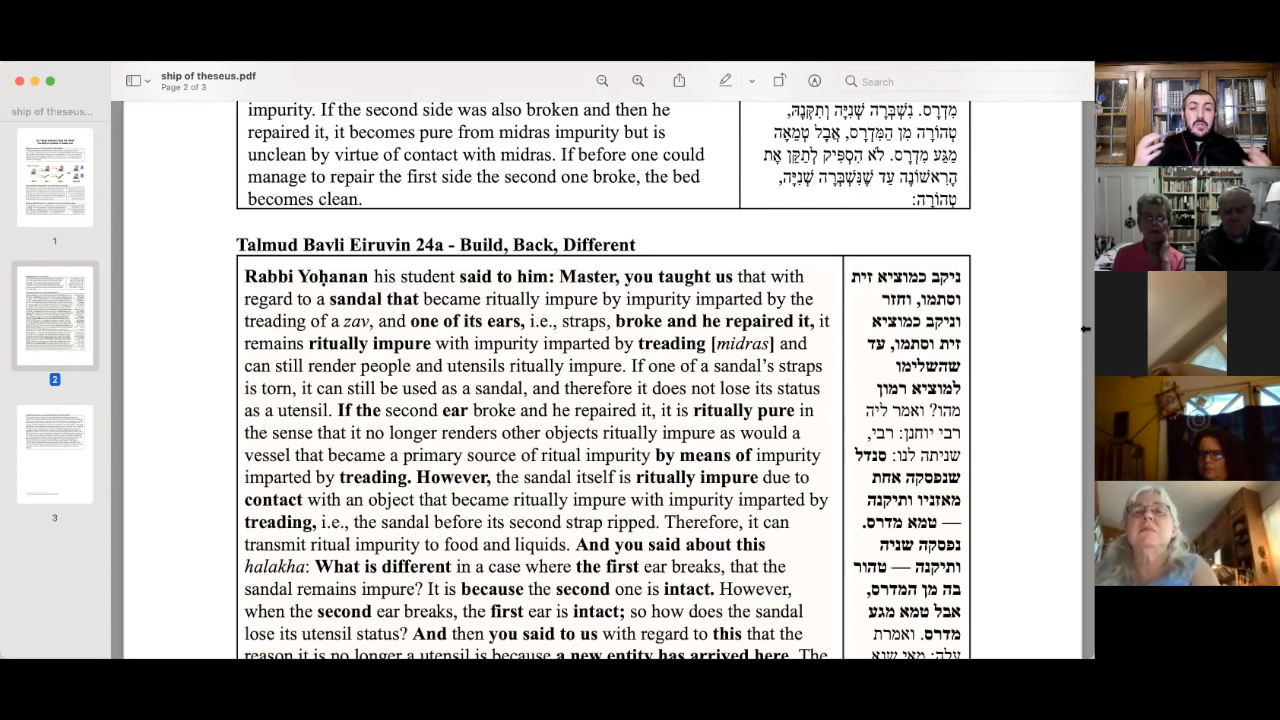 ship of theseus.pdf
Page 2 of 3
Search
ship of theseus...
1
2
3
impurity. If the second side was also broken and then he
repaired it, it becomes pure from midras impurity but is
unclean by virtue of contact with midras. If before one could
manage to repair the first side the second one broke, the bed
becomes clean.
מִדְרָס. נִשְׁבְּרָה שְׁנִיָּה וְתִקְּנָהּ,
טְהוֹרָה מִן הַמִּדְרָס, אֲבָל טְמֵאָה
מַגַּע מִדְרָס. לֹא הִסְפִּיק לְתַקֵּן אֶת
הָרִאשׁוֹנָה עַד שֶׁנִּשְׁבְּרָה שְׁנִיָּה,
טְהוֹרָה:
Talmud Bavli Eiruvin 24a - Build, Back, Different
Rabbi Yoḥanan his student said to him: Master, you taught us that with
regard to a sandal that became ritually impure by impurity imparted by the
treading of a zav, and one of its ears, i.e., straps, broke and he repaired it, it
remains ritually impure with impurity imparted by treading [midras] and
can still render people and utensils ritually impure. If one of a sandal's straps
is torn, it can still be used as a sandal, and therefore it does not lose its status
as a utensil. If the second ear broke and he repaired it, it is ritually pure in
the sense that it no longer renders other objects ritually impure as would a
vessel that became a primary source of ritual impurity by means of impurity
imparted by treading. However, the sandal itself is ritually impure due to
contact with an object that became ritually impure with impurity imparted by
treading, i.e., the sandal before its second strap ripped. Therefore, it can
transmit ritual impurity to food and liquids. And you said about this
halakha: What is different in a case where the first ear breaks, that the
sandal remains impure? It is because the second one is intact. However,
when the second ear breaks, the first ear is intact; so how does the sandal
lose its utensil status? And then you said to us with regard to this that the
reason it is no longer a utensil is because a new entity has arrived here. The
ניקב כמוציא זית
וסתמו, וחזר
וניקב כמוציא
זית וסתמו, עד
שהשלימו
למוציא רמון
מהו? ואמר ליה
רבי יוחנן: רבי,
שניתה לנו: סנדל
שנפסקה אחת
מאזניו ותיקנה
— טמא מדרס.
נפסקה שניה
ותיקנה — טהור
בה מן המדרס,
אבל טמא מגע
מדרס. ואמרת
עלה: מאי שנא